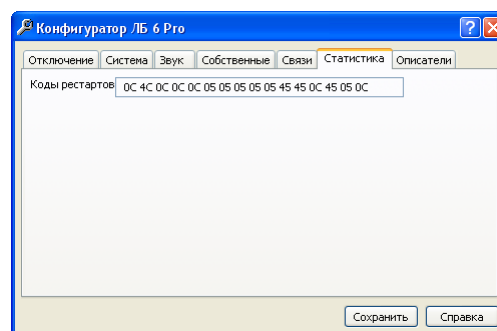 Конфигуратор ЛБ 6 Pro
Отключение Система Звук Собственные Связи Статистика Описатели
Коды рестартов 0C 4C 0C 0C 0C 05 05 05 05 05 45 45 0C 45 05 0C
Сохранить Справка